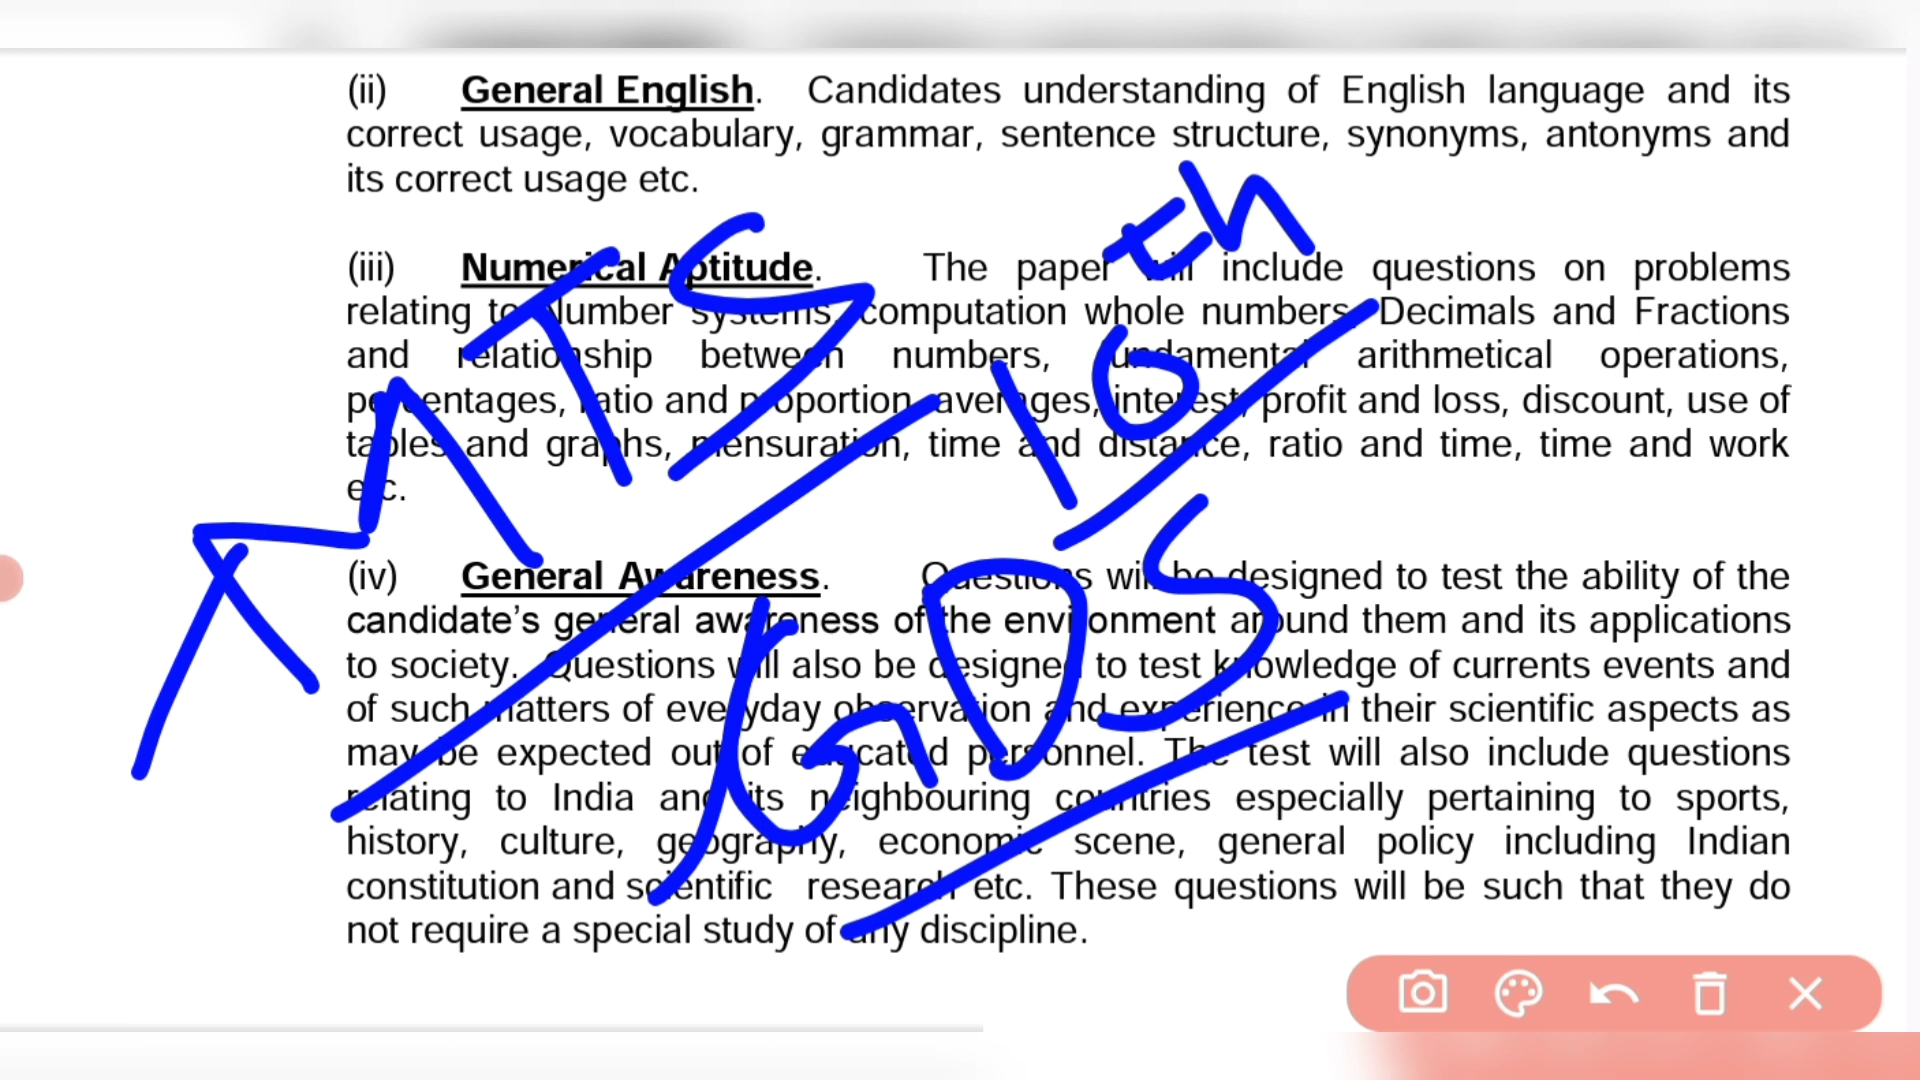 (ii) General English. Candidates understanding of English language and its
correct usage, vocabulary, grammar, sentence structure, synonyms, antonyms and
its correct usage etc.
(iii) Numerical Aptitude. The paper will include questions on problems
relating to Number systems, computation whole numbers, Decimals and Fractions
and relationship between numbers, fundamental arithmetical operations,
percentages, ratio and proportion, averages, interest, profit and loss, discount, use of
tables and graphs, mensuration, time and distance, ratio and time, time and work
etc.
(iv) General Awareness. Questions will be designed to test the ability of the
candidate’s general awareness of the environment around them and its applications
to society. Questions will also be designed to test knowledge of currents events and
of such matters of everyday observation and experience in their scientific aspects as
may be expected out of educated personnel. The test will also include questions
relating to India and its neighbouring countries especially pertaining to sports,
history, culture, geography, economic scene, general policy including Indian
constitution and scientific research etc. These questions will be such that they do
not require a special study of any discipline.
MTS
10th
GDS